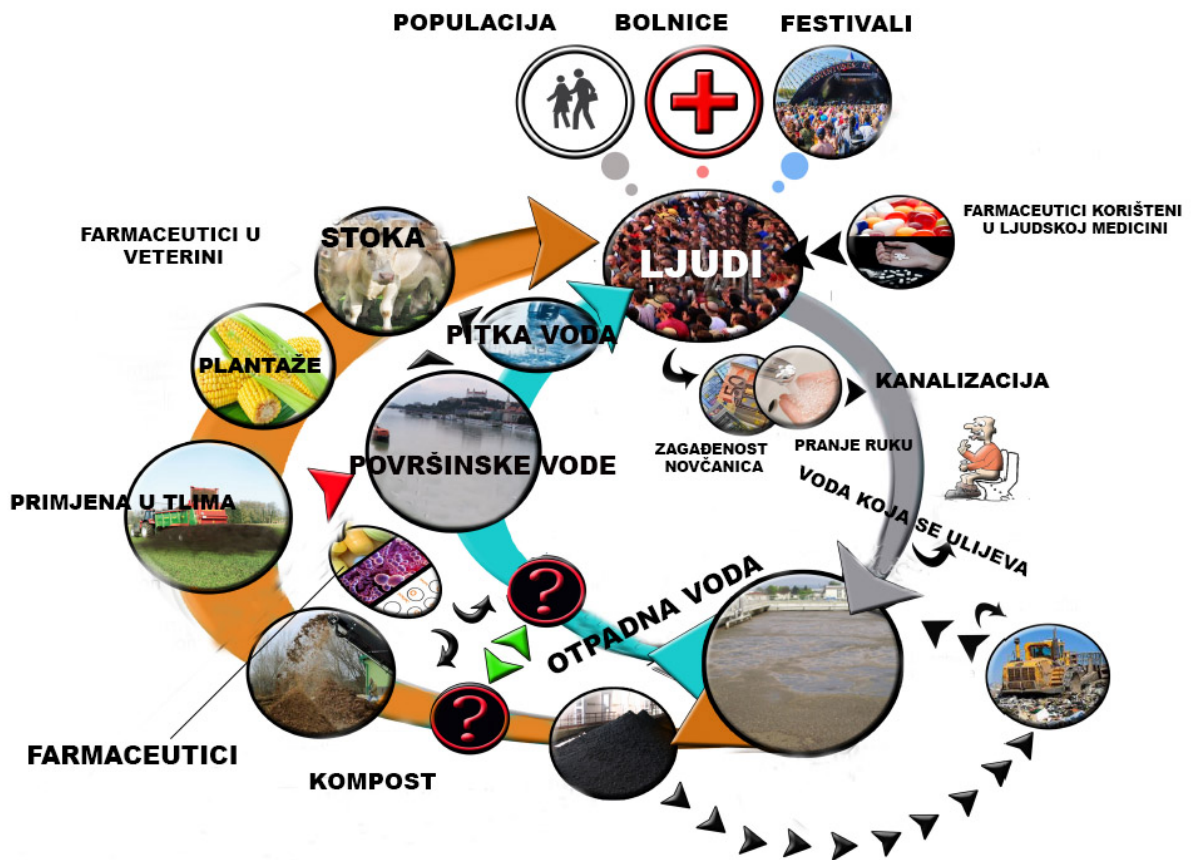 POPULACIJA
BOLNICE
FESTIVALI
FARMACEUTICI U
VETERINI
STOKA
LJUDI
FARMACEUTICI KORIŠTENI
U LJUDSKOJ MEDICINI
PITKA VODA
PLANTAŽE
KANALIZACIJA
ZAGAĐENOST
NOVČANICA
PRANJE RUKU
POVRŠINSKE VODE
PRIMJENA U TLIMA
VODA KOJA SE ULIJEVA
?
OTPADNA VODA
?
FARMACEUTICI
KOMPOST